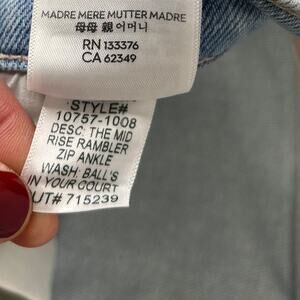 MADRE MERE MUTTER MADRE
母母 親 어머니
RN 133376
CA 62349
STYLE#
10757-1008
DESC: THE MID
RISE RAMBLER
ZIP ANKLE
WASH: BALL'S
IN YOUR COURT
CUT# 715239